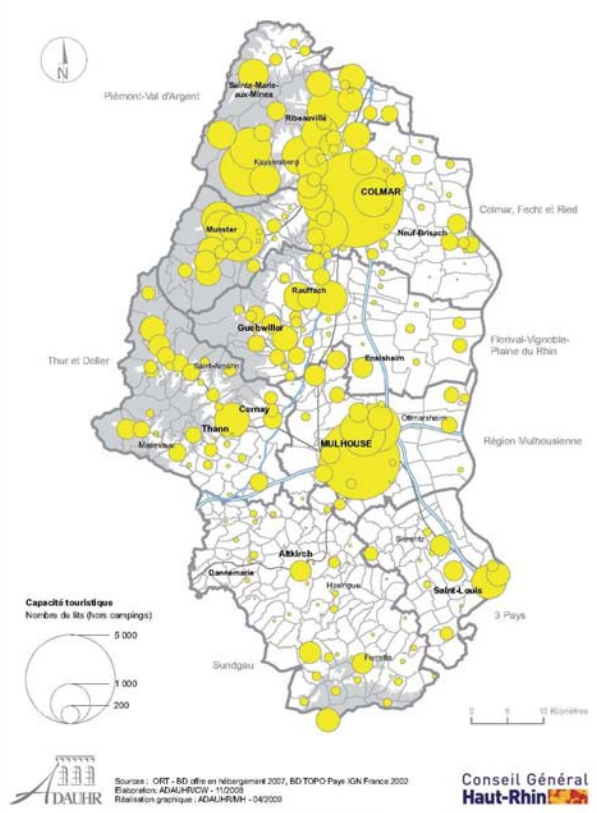 N
Piémont-Val d'Argent
Sainte-Marie-
aux-Mines
Ribeauvillé
Kaysersberg
COLMAR
Colmar, Fecht et Ried
Munster
Neuf-Brisach
Rouffach
Guebwiller
Florival-Vignoble-
Plaine du Rhin
Thur et Doller
Saint-Amarin
Ensisheim
Cernay
Thann
Ottmarsheim
Masevaux
MULHOUSE
Région Mulhousienne
Sierentz
Altkirch
Dannemarie
Hirsingue
Saint-Louis
3 Pays
Capacité touristique
Nombre de lits (hors campings)
5 000
1 000
200
Sundgau
Ferrette
0 5 10 Kilomètres
ADAUHR
Sources : ORT - BD offre en hébergement 2007, BD TOPO Pays IGN France 2002
Elaboration: ADAUHR/CW - 11/2008
Réalisation graphique : ADAUHR/MH - 04/2009
Conseil Général
Haut-Rhin